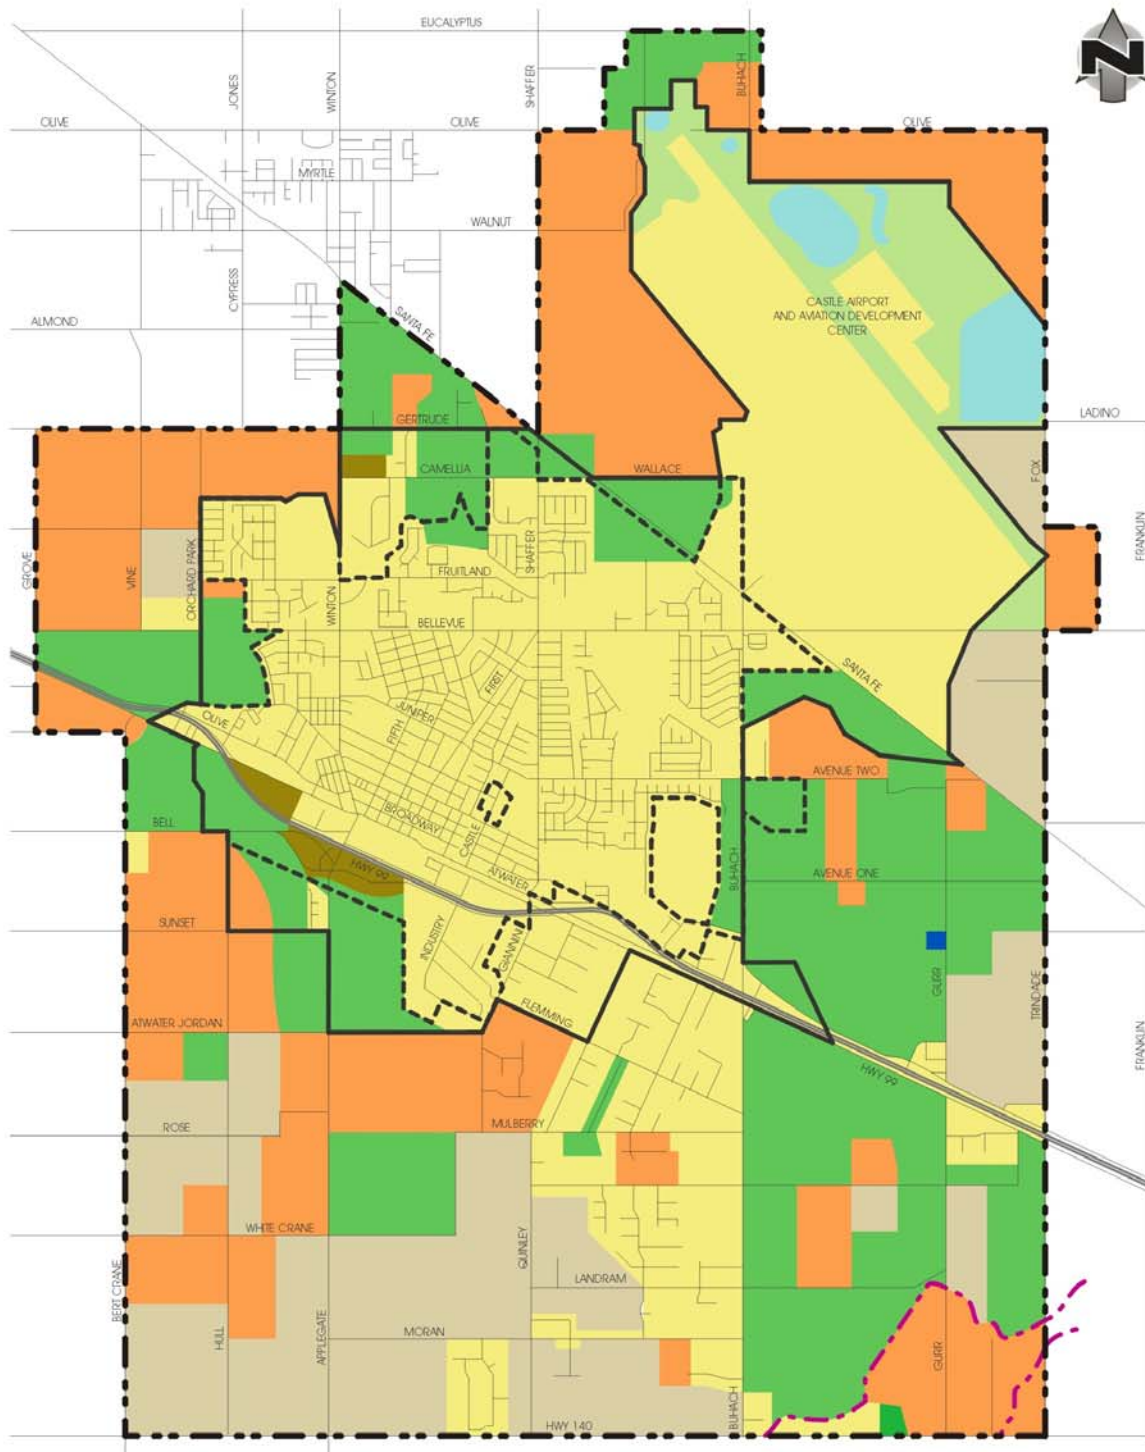 EUCALYPTUS
N
JONES
WINTON
SHAFFER
BUHACH
OLIVE
OLIVE
OLIVE
MYRTLE
WALNUT
CYPRESS
ALMOND
SANTA FE
CASTLE AIRPORT
AND AVIATION DEVELOPMENT
CENTER
GERTRUDE
LADINO
CAMELLIA
WALLACE
FOX
FRANKLIN
GROVE
VINE
ORCHARD PARK
SHAFFER
FRUITLAND
WINTON
BELLEVUE
SANTA FE
FIRST
JUNIPER
OLIVE
FIFTH
AVENUE TWO
BROADWAY
BELL
CASTLE
BUHACH
HWY 99
ATWATER
AVENUE ONE
SUNSET
INDUSTRY
GIANNINI
GURR
TRINDADE
FLEMMING
ATWATER JORDAN
FRANKLIN
HWY 99
ROSE
MULBERRY
WHITE CRANE
QUINLEY
LANDRAM
BERT CRANE
HULL
APPLEGATE
MORAN
GURR
BUHACH
HWY 140